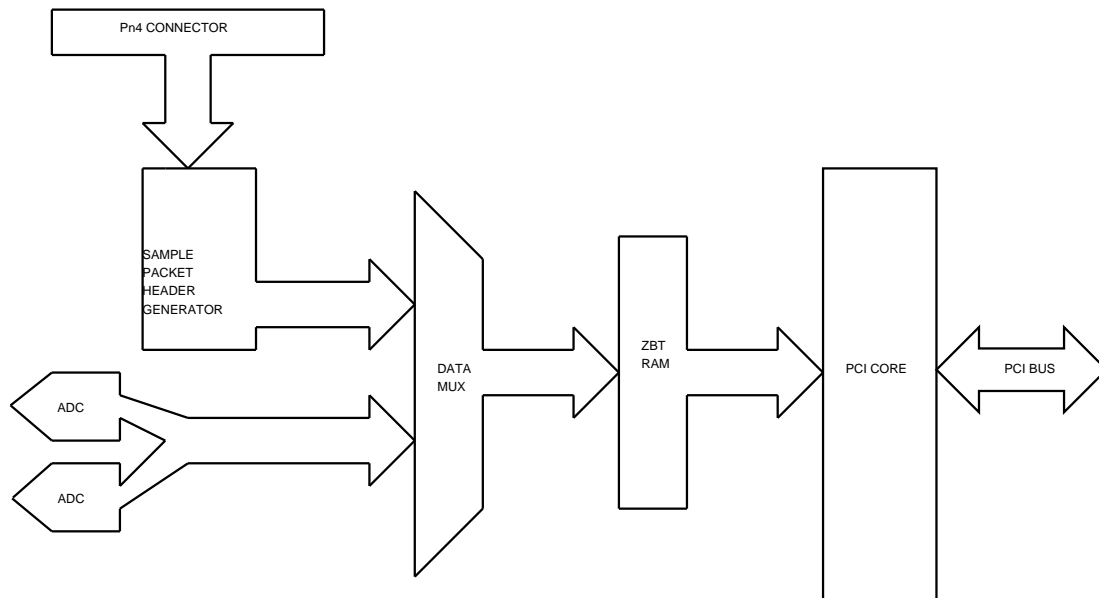 Pn4 CONNECTOR
SAMPLE
PACKET
HEADER
GENERATOR
ADC
ADC
DATA
MUX
ZBT
RAM
PCI CORE
PCI BUS